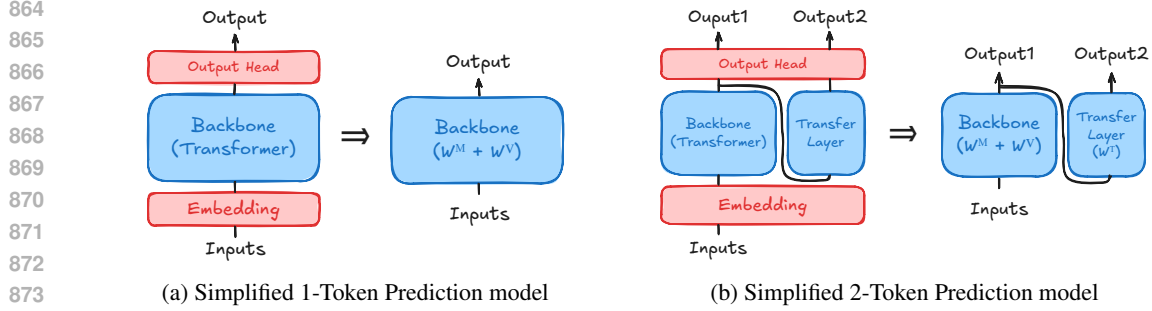 864
865
866
867
868
869
870
871
872
873
Output
Output Head
Backbone
(Transformer)
Embedding
Inputs
⇒
Output
Backbone
(W^M + W^V)
Inputs
(a) Simplified 1-Token Prediction model
Ouput1
Output2
Output Head
Backbone
(Transformer)
Transfer
Layer
Embedding
Inputs
⇒
Output1
Output2
Backbone
(W^M + W^V)
Transfer
Layer
(W^T)
Inputs
(b) Simplified 2-Token Prediction model